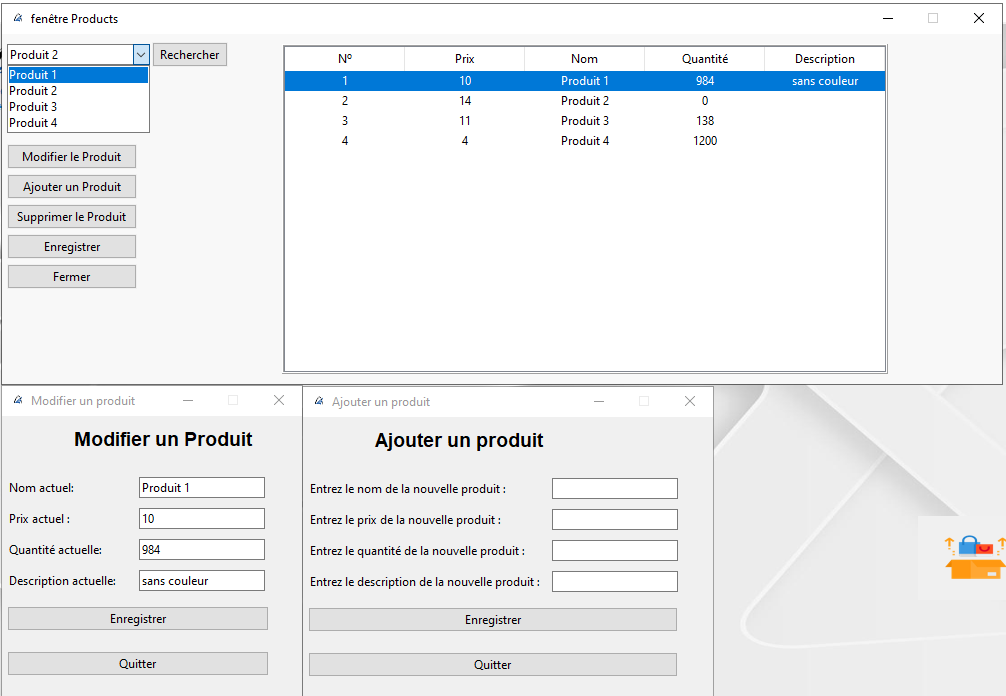 fenêtre Products
Produit 2 Rechercher
Produit 1
Produit 2
Produit 3
Produit 4
Modifier le Produit
Ajouter un Produit
Supprimer le Produit
Enregistrer
Fermer
Nº Prix Nom Quantité Description
1 10 Produit 1 984 sans couleur
2 14 Produit 2 0
3 11 Produit 3 138
4 4 Produit 4 1200
Modifier un produit
Modifier un Produit
Nom actuel: Produit 1
Prix actuel : 10
Quantité actuelle: 984
Description actuelle: sans couleur
Enregistrer
Quitter
Ajouter un produit
Ajouter un produit
Entrez le nom de la nouvelle produit :
Entrez le prix de la nouvelle produit :
Entrez le quantité de la nouvelle produit :
Entrez le description de la nouvelle produit :
Enregistrer
Quitter